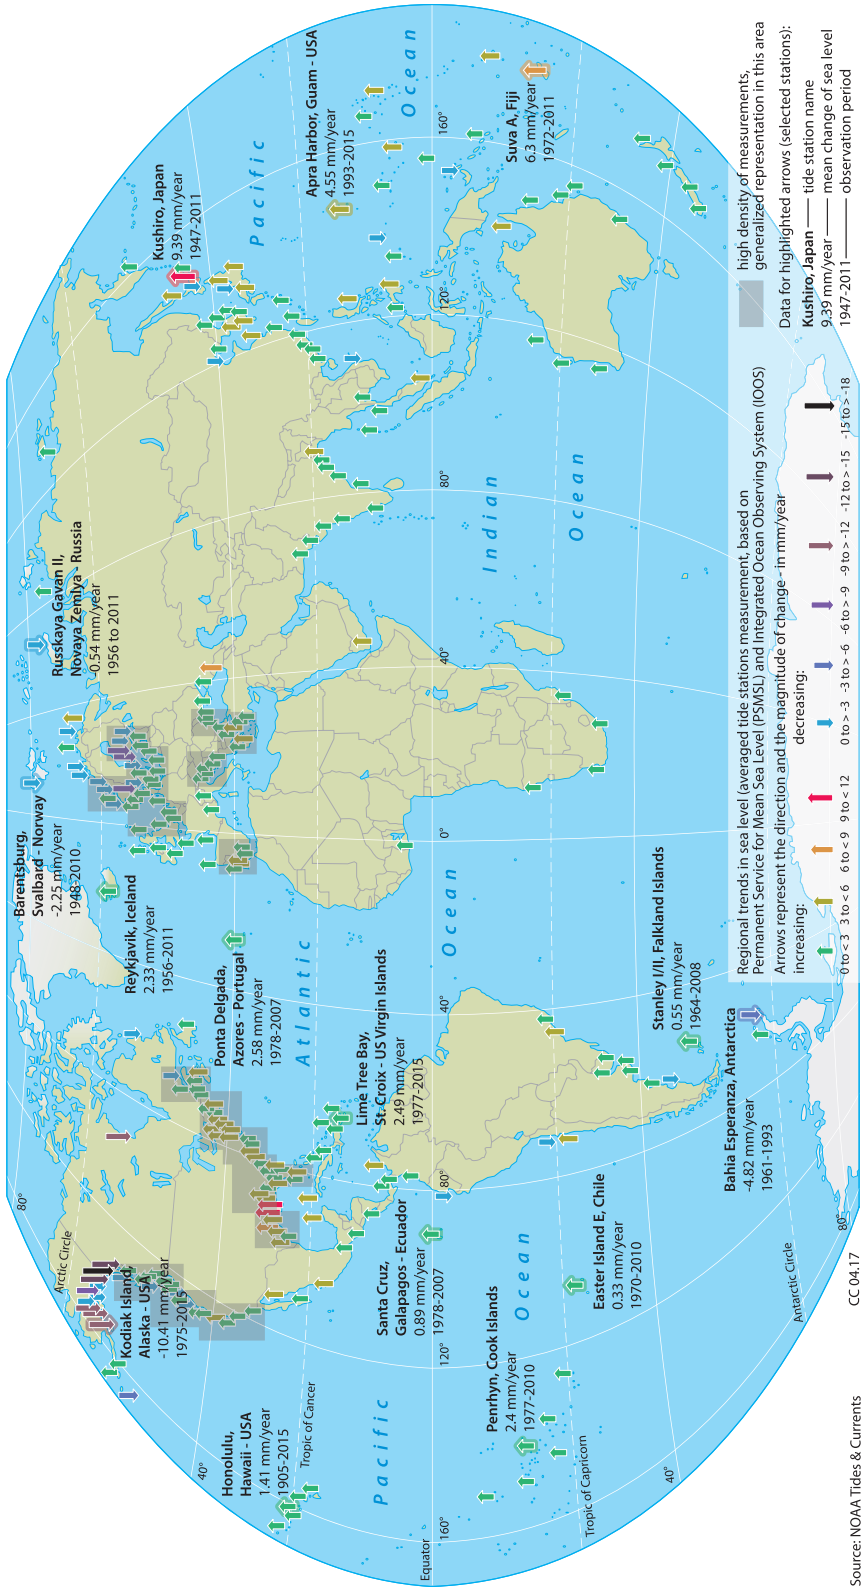 80°
Arctic Circle
Kodiak Island,
Alaska - USA
-10.41 mm/year
1975-2015
Barentsburg,
Svalbard - Norway
-2.25 mm/year
1948-2010
Russkaya Gavan II,
Novaya Zemlya - Russia
-0.54 mm/year
1956 to 2011
Reykjavik, Iceland
2.33 mm/year
1956-2011
Kushiro, Japan
9.39 mm/year
1947-2011
40°
Honolulu,
Hawaii - USA
1.41 mm/year
1905-2015
Tropic of Cancer
Ponta Delgada,
Azores - Portugal
2.58 mm/year
1978-2007
Atlantic
Pacific
Apra Harbor, Guam - USA
4.55 mm/year
1993-2015
Lime Tree Bay,
St. Croix - US Virgin Islands
2.49 mm/year
1977-2015
Pacific
Santa Cruz,
Galapagos - Ecuador
0.89 mm/year
1978-2007
Ocean
Equator
160°
120°
80°
40°
0°
40°
80°
120°
160°
Ocean
Indian
Penrhyn, Cook Islands
2.4 mm/year
1977-2010
Ocean
Suva A, Fiji
6.3 mm/year
1972-2011
Ocean
Tropic of Capricorn
Easter Island E, Chile
0.33 mm/year
1970-2010
Stanley I/II, Falkland Islands
0.55 mm/year
1964-2008
40°
Bahia Esperanza, Antarctica
-4.82 mm/year
1961-1993
Antarctic Circle
80°
Regional trends in sea level (averaged tide stations measurement, based on
Permanent Service for Mean Sea Level (PSMSL) and Integrated Ocean Observing System (IOOS)
Arrows represent the direction and the magnitude of change - in mm/year
increasing:
decreasing:
0 to < 3
3 to < 6
6 to < 9
9 to < 12
0 to > -3
-3 to > -6
-6 to > -9
-9 to > -12
-12 to > -15
-15 to > -18
high density of measurements,
generalized representation in this area
Data for highlighted arrows (selected stations):
Kushiro, Japan tide station name
9.39 mm/year mean change of sea level
1947-2011 observation period
Source: NOAA Tides & Currents
CC 04.17